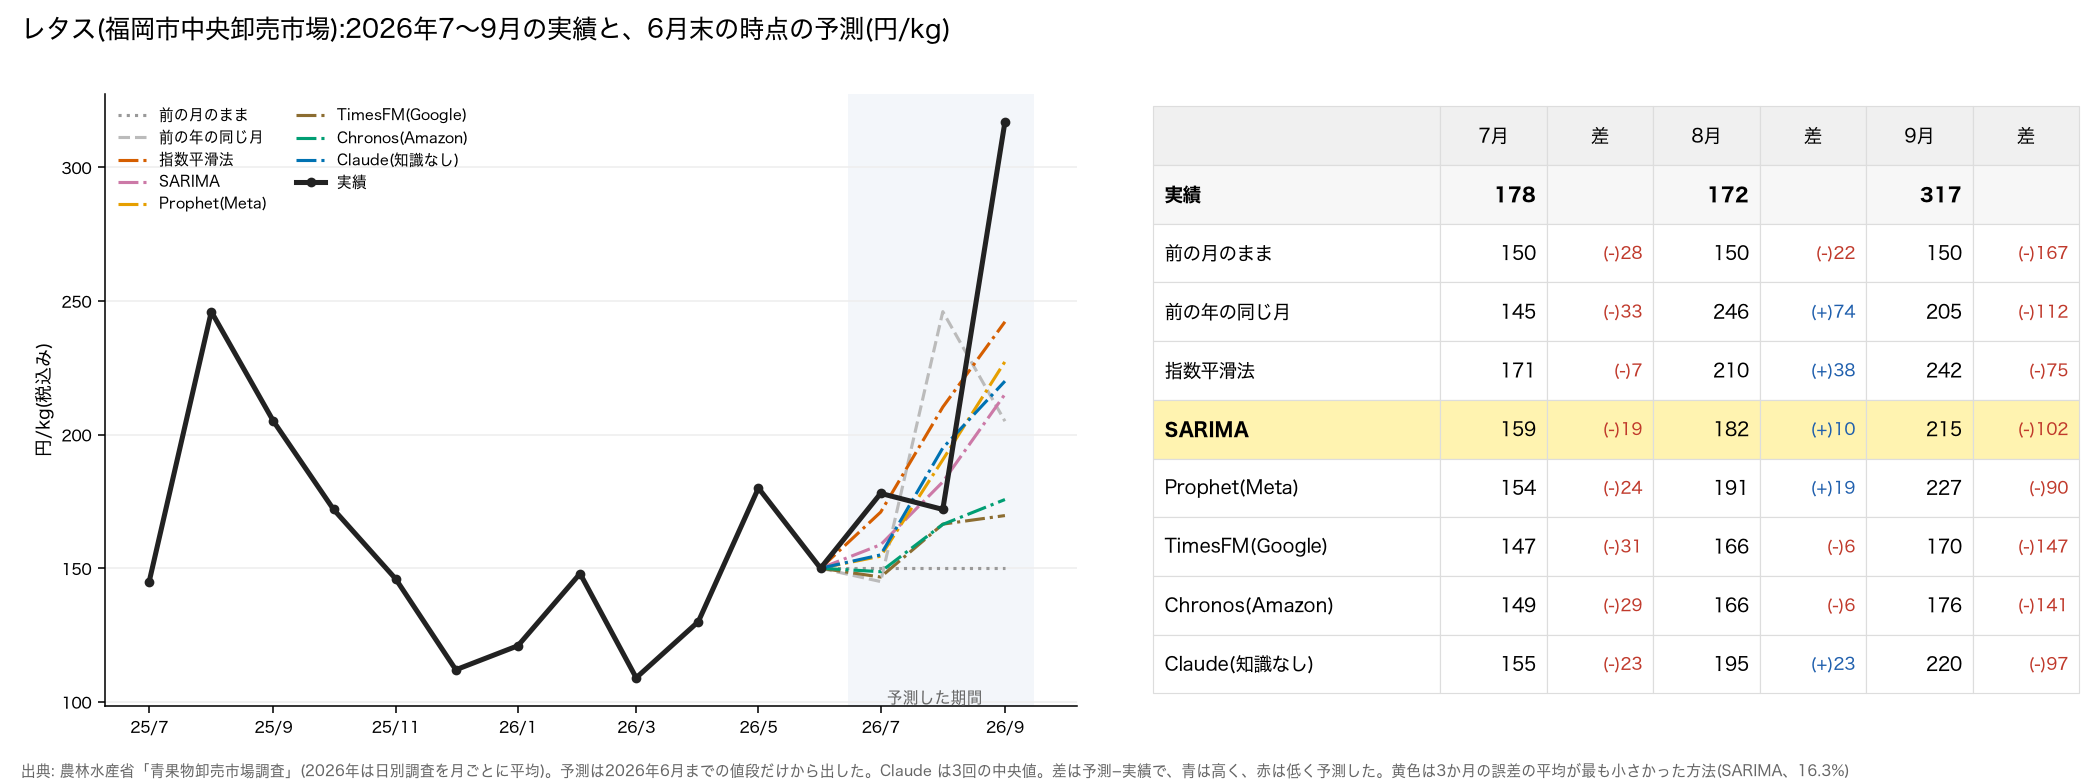 レタス(福岡市中央卸売市場):2026年7〜9月の実績と、6月末の時点の予測(円/kg)
前の月のまま
前の年の同じ月
指数平滑法
SARIMA
Prophet(Meta)
TimesFM(Google)
Chronos(Amazon)
Claude(知識なし)
実績
円/kg(税込み)
300
250
200
150
100
25/7 25/9 25/11 26/1 26/3 26/5 26/7 26/9
予測した期間
7月 差 8月 差 9月 差
実績 178 172 317
前の月のまま 150 (-)28 150 (-)22 150 (-)167
前の年の同じ月 145 (-)33 246 (+)74 205 (-)112
指数平滑法 171 (-)7 210 (+)38 242 (-)75
SARIMA 159 (-)19 182 (+)10 215 (-)102
Prophet(Meta) 154 (-)24 191 (+)19 227 (-)90
TimesFM(Google) 147 (-)31 166 (-)6 170 (-)147
Chronos(Amazon) 149 (-)29 166 (-)6 176 (-)141
Claude(知識なし) 155 (-)23 195 (+)23 220 (-)97
出典: 農林水産省「青果物卸売市場調査」(2026年は日別調査を月ごとに平均)。予測は2026年6月までの値段だけから出した。Claude は3回の中央値。差は予測−実績で、青は高く、赤は低く予測した。黄色は3か月の誤差の平均が最も小さかった方法(SARIMA、16.3%)